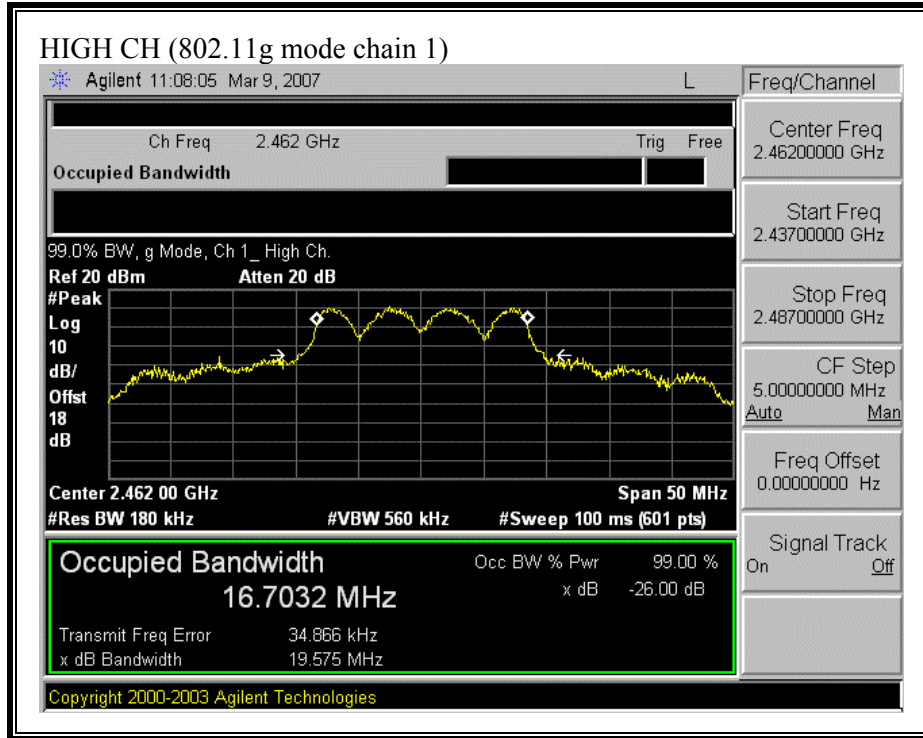 HIGH CH (802.11g mode chain 1)
Agilent 11:08:05 Mar 9, 2007 L
Freq/Channel
Ch Freq 2.462 GHz Trig Free
Occupied Bandwidth
Center Freq
2.46200000 GHz
Start Freq
2.43700000 GHz
99.0% BW, g Mode, Ch 1_ High Ch.
Ref 20 dBm Atten 20 dB
#Peak
Log
10
dB/
Offst
18
dB
Stop Freq
2.48700000 GHz
CF Step
5.00000000 MHz
Auto Man
Freq Offset
0.00000000 Hz
Center 2.462 00 GHz Span 50 MHz
#Res BW 180 kHz #VBW 560 kHz #Sweep 100 ms (601 pts)
Signal Track
On Off
Occupied Bandwidth Occ BW % Pwr 99.00 %
16.7032 MHz x dB -26.00 dB
Transmit Freq Error 34.866 kHz
x dB Bandwidth 19.575 MHz
Copyright 2000-2003 Agilent Technologies